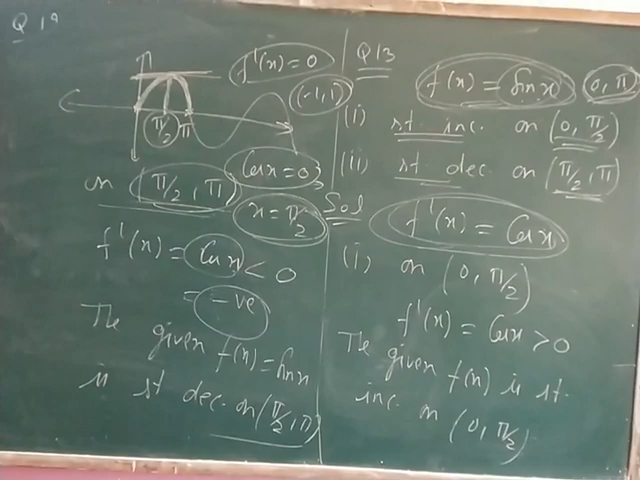 Q 19
f'(x) = 0
(-1, 1)
π/2 π
Q 13
f(x) = sin x (0, π)
(i) st inc. on (0, π/2)
(ii) st dec on (π/2, π)
Sol f'(x) = Cos x
(i) on (0, π/2)
f'(x) = Cos x > 0
The given f(x) is st.
inc. on (0, π/2)
Cos x = 0
on (π/2, π)
x = π/2
f'(x) = Cos x < 0
= -ve
The given f(x) = sin x
is st dec. on (π/2, π)